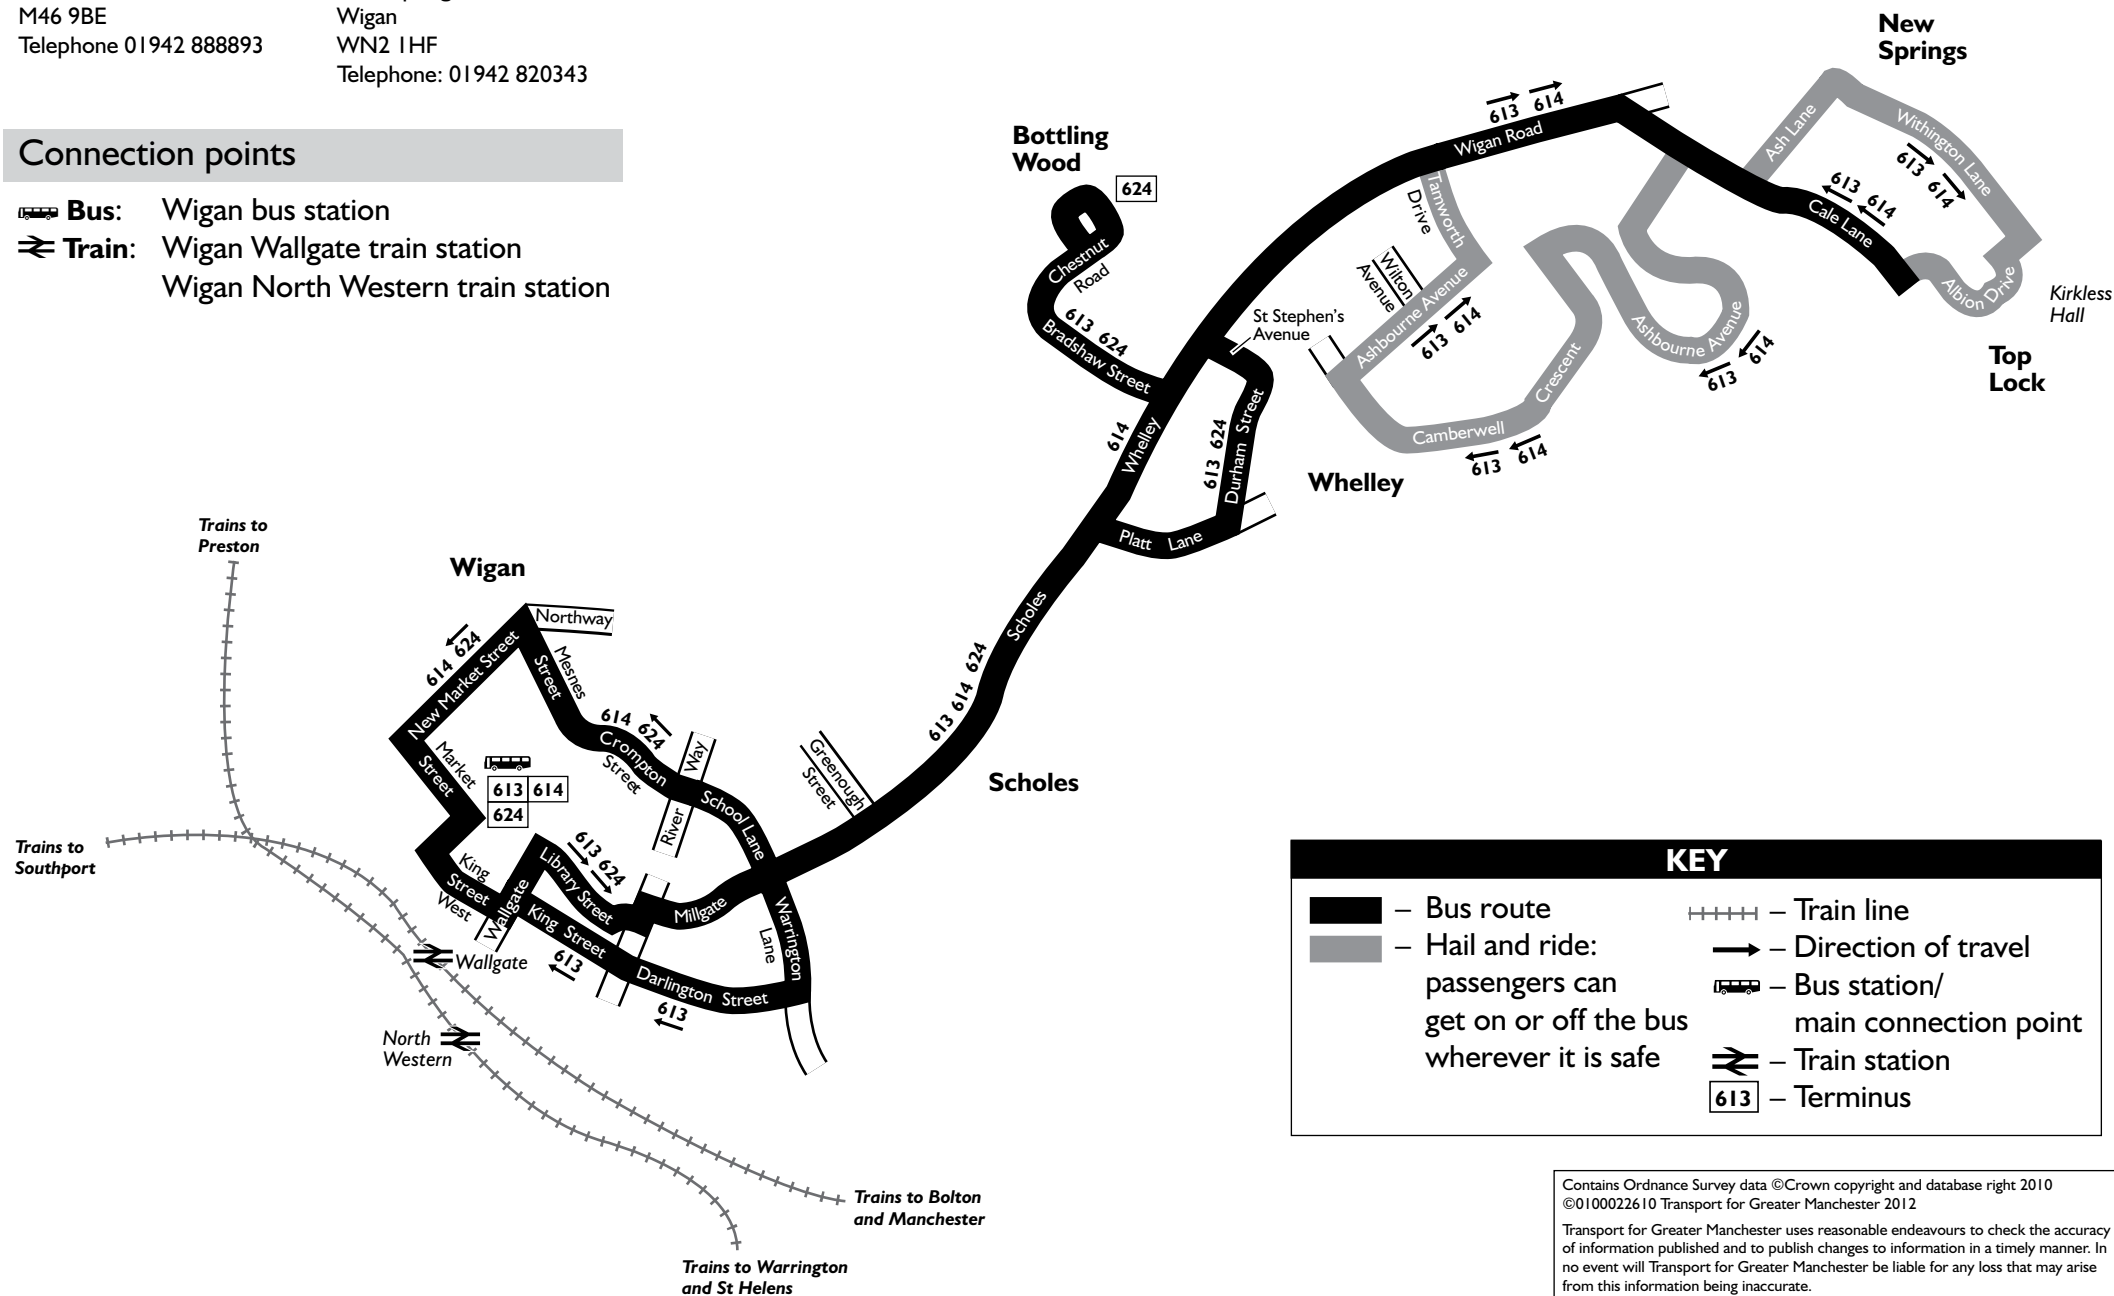 M46 9BE
Telephone 01942 888893
Wigan
WN2 1HF
Telephone: 01942 820343
Connection points
Bus: Wigan bus station
Train: Wigan Wallgate train station
Wigan North Western train station
New
Springs
Bottling
Wood
624
Chestnut
Road
613 624
Bradshaw Street
613 614
Wigan Road
Ash Lane
Withington Lane
613 614
613 614
Cale Lane
Albion Drive
Kirkless
Hall
Top
Lock
Tamworth
Drive
Wilton
Avenue
Ashbourne Avenue
613 614
St Stephen's
Avenue
Ashbourne Avenue
614
613
Crescent
Camberwell
613 614
614
Whelley
613 624
Durham Street
Whelley
Platt Lane
Scholes
613 614 624
Scholes
Greenough
Street
Trains to
Preston
Wigan
Northway
614 624
New Market Street
Mesnes
Street
614 624
Crompton
Street
River Way
School Lane
Market
Street
613 614
624
King
Street
West
Wallgate
613 624
Library Street
Millgate
King Street
613
Darlington Street
613
Warrington
Lane
Trains to
Southport
Wallgate
North
Western
Trains to Bolton
and Manchester
Trains to Warrington
and St Helens
KEY
– Bus route
– Hail and ride:
passengers can
get on or off the bus
wherever it is safe
– Train line
– Direction of travel
– Bus station/
main connection point
– Train station
613 – Terminus
Contains Ordnance Survey data ©Crown copyright and database right 2010
©0100022610 Transport for Greater Manchester 2012
Transport for Greater Manchester uses reasonable endeavours to check the accuracy
of information published and to publish changes to information in a timely manner. In
no event will Transport for Greater Manchester be liable for any loss that may arise
from this information being inaccurate.